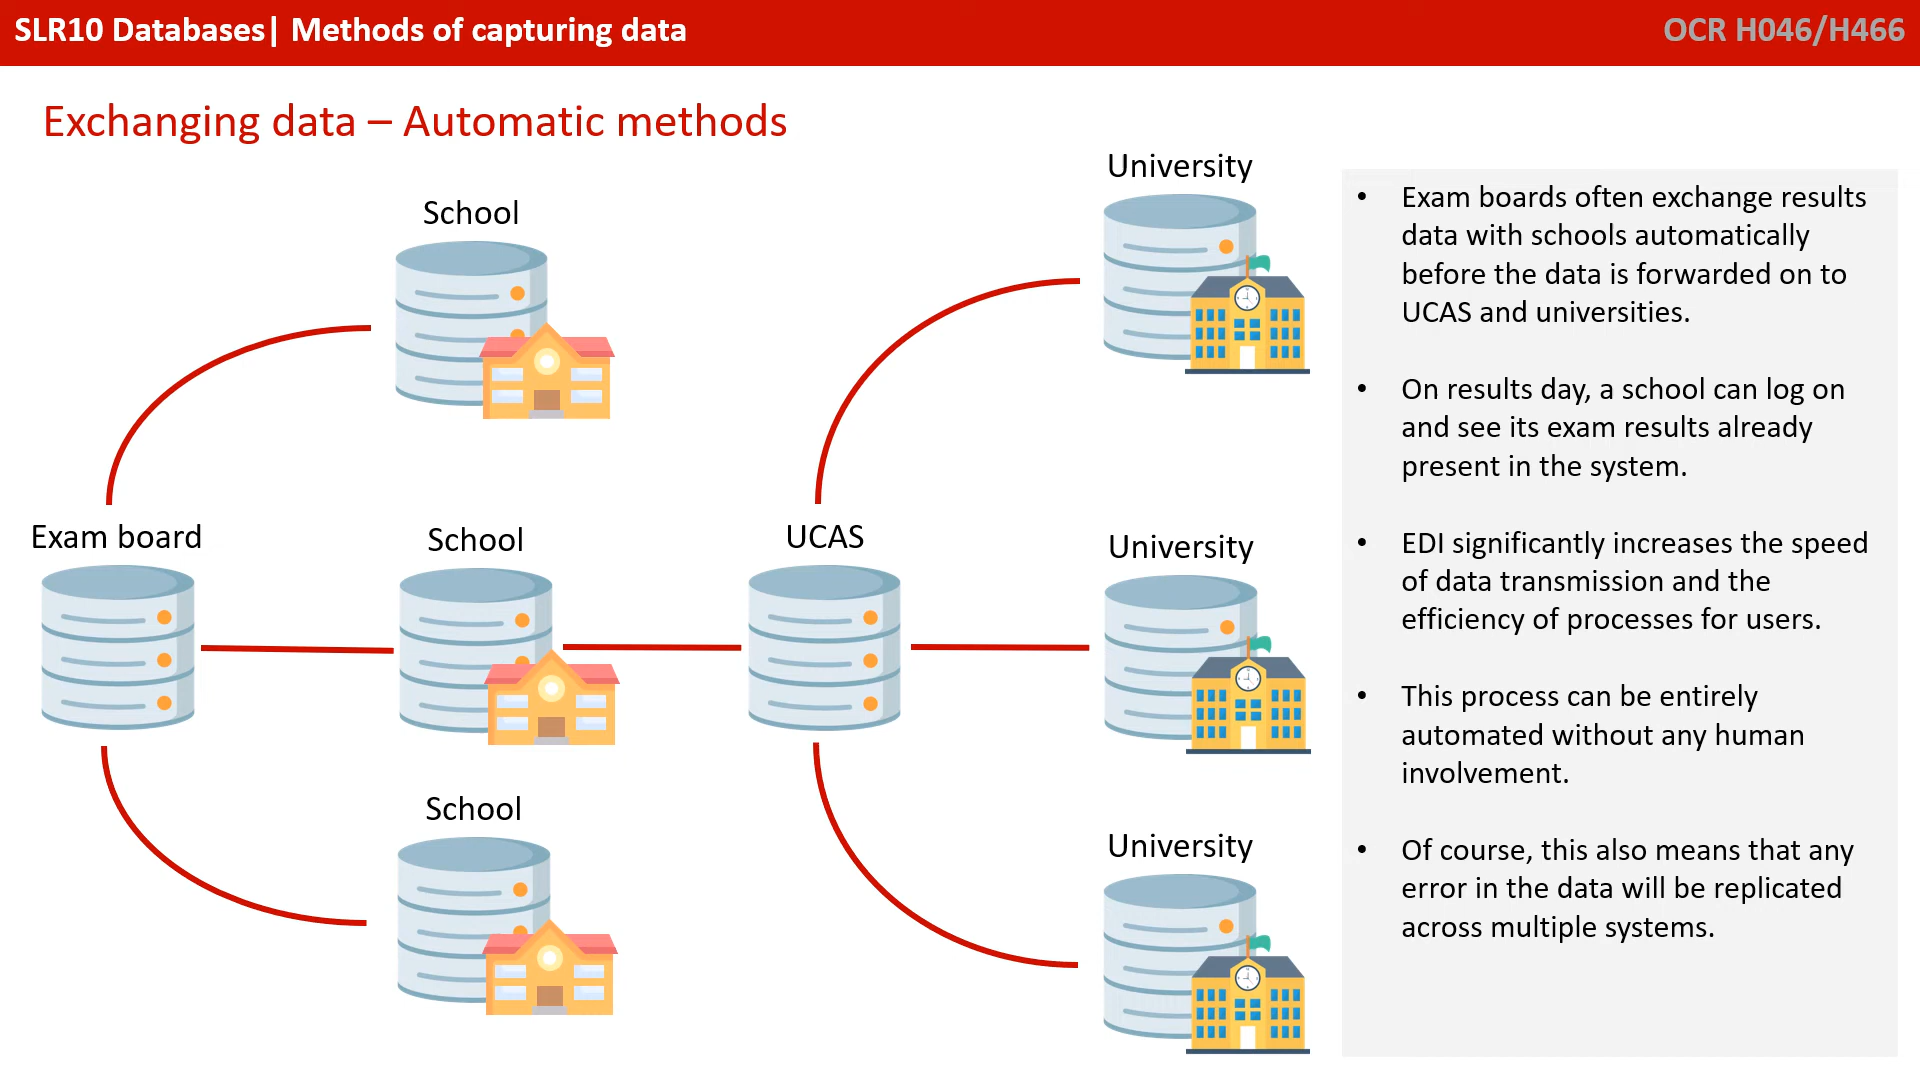 SLR10 Databases| Methods of capturing data
OCR H046/H466
Exchanging data – Automatic methods
School
University
Exam board
School
UCAS
University
School
University
• Exam boards often exchange results
data with schools automatically
before the data is forwarded on to
UCAS and universities.
• On results day, a school can log on
and see its exam results already
present in the system.
• EDI significantly increases the speed
of data transmission and the
efficiency of processes for users.
• This process can be entirely
automated without any human
involvement.
• Of course, this also means that any
error in the data will be replicated
across multiple systems.